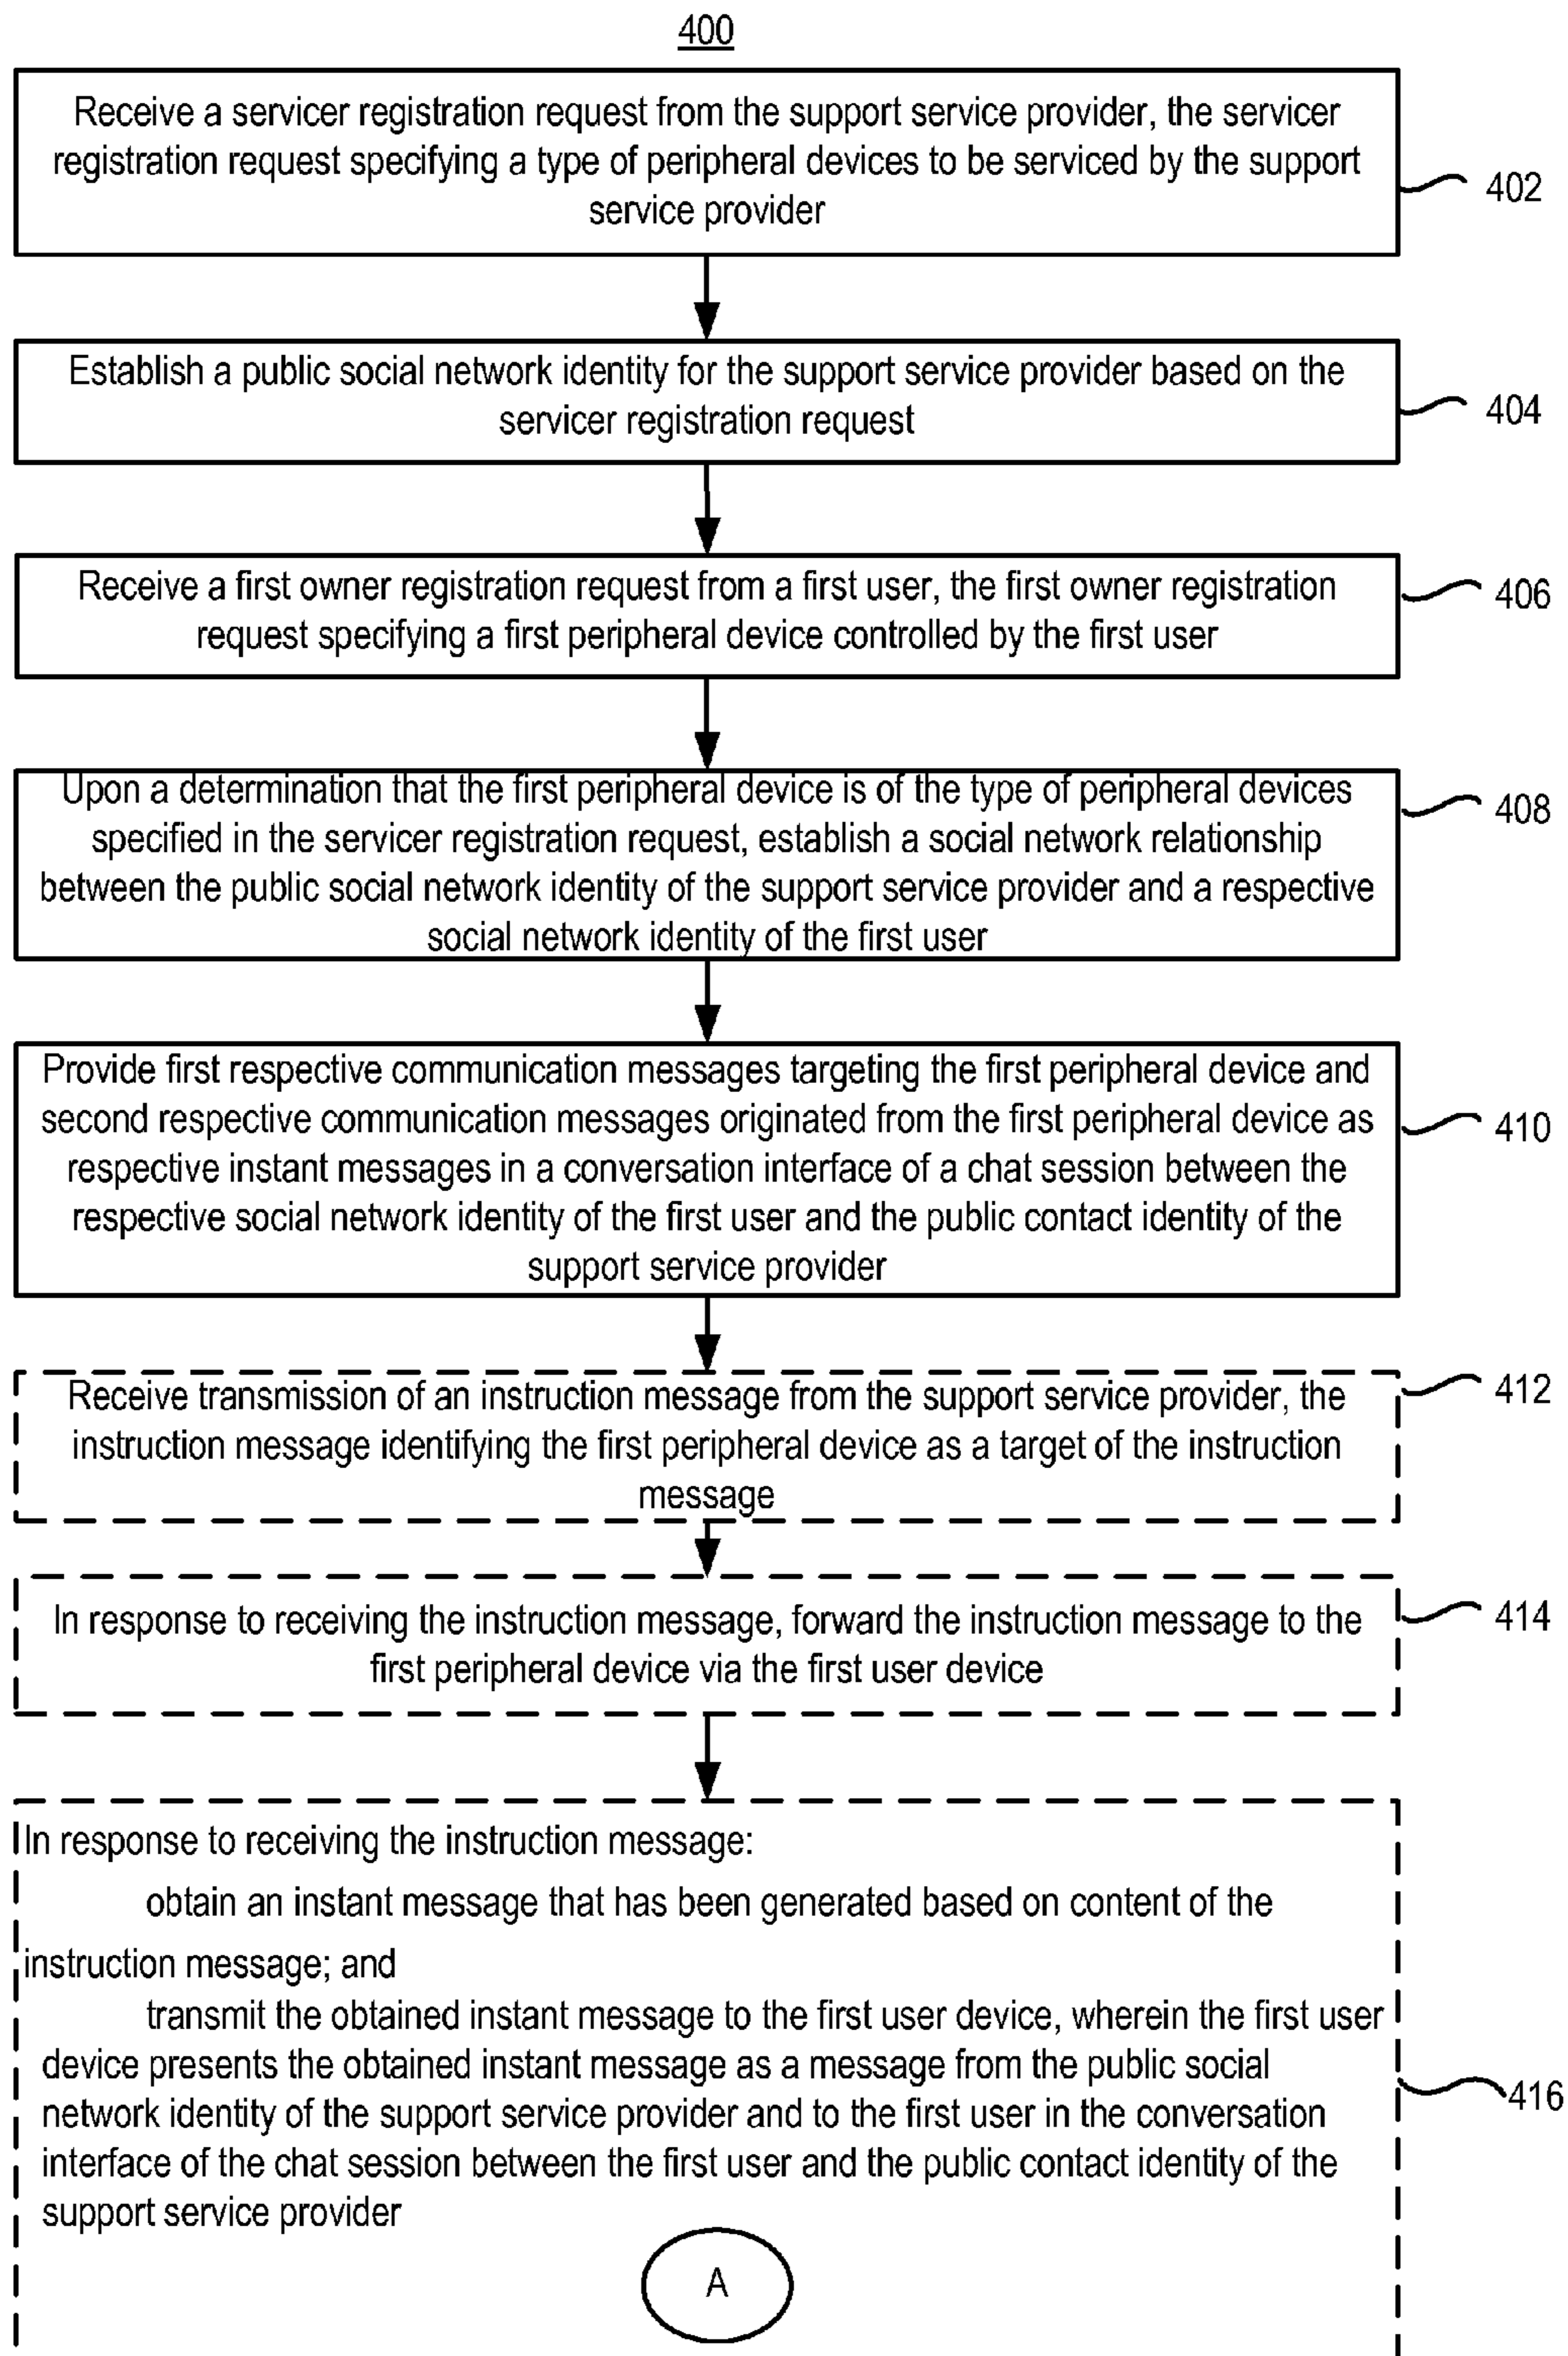 400
Receive a servicer registration request from the support service provider, the servicer
registration request specifying a type of peripheral devices to be serviced by the support
service provider
402
Establish a public social network identity for the support service provider based on the
servicer registration request
404
Receive a first owner registration request from a first user, the first owner registration
request specifying a first peripheral device controlled by the first user
406
Upon a determination that the first peripheral device is of the type of peripheral devices
specified in the servicer registration request, establish a social network relationship
between the public social network identity of the support service provider and a respective
social network identity of the first user
408
Provide first respective communication messages targeting the first peripheral device and
second respective communication messages originated from the first peripheral device as
respective instant messages in a conversation interface of a chat session between the
respective social network identity of the first user and the public contact identity of the
support service provider
410
Receive transmission of an instruction message from the support service provider, the
instruction message identifying the first peripheral device as a target of the instruction
message
412
In response to receiving the instruction message, forward the instruction message to the
first peripheral device via the first user device
414
In response to receiving the instruction message:
obtain an instant message that has been generated based on content of the
instruction message; and
transmit the obtained instant message to the first user device, wherein the first user
device presents the obtained instant message as a message from the public social
network identity of the support service provider and to the first user in the conversation
interface of the chat session between the first user and the public contact identity of the
support service provider
416
A